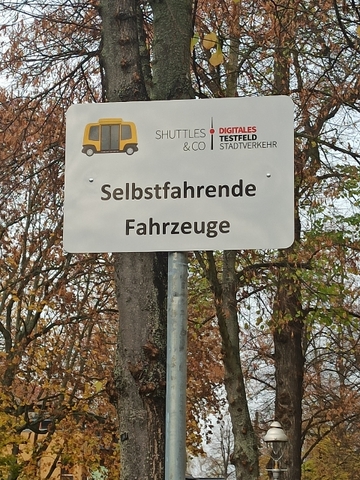 SHUTTLES
& CO
DIGITALES
TESTFELD
STADTVERKEHR
Selbstfahrende
Fahrzeuge